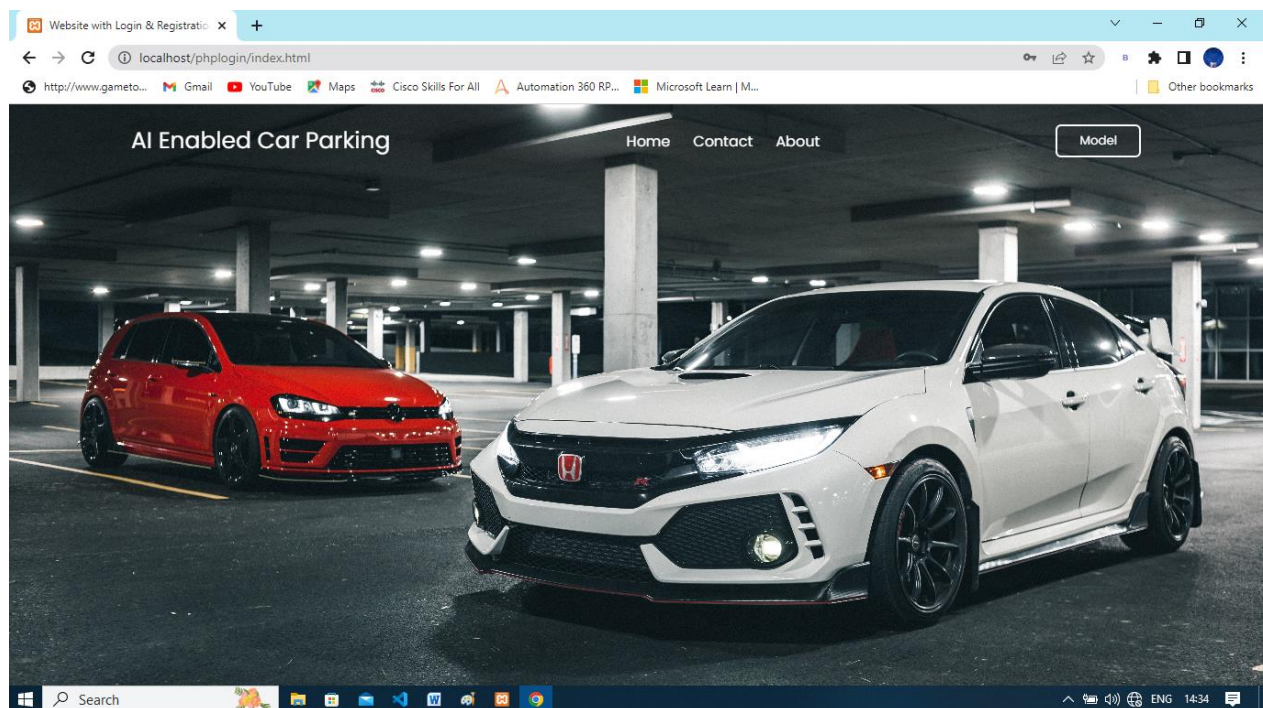 Website with Login & Registratio
localhost/phplogin/index.html
http://www.gameto...
Gmail
YouTube
Maps
Cisco Skills For All
Automation 360 RP...
Microsoft Learn | M...
Other bookmarks
AI Enabled Car Parking
Home
Contact
About
Model
Search
ENG
14:34